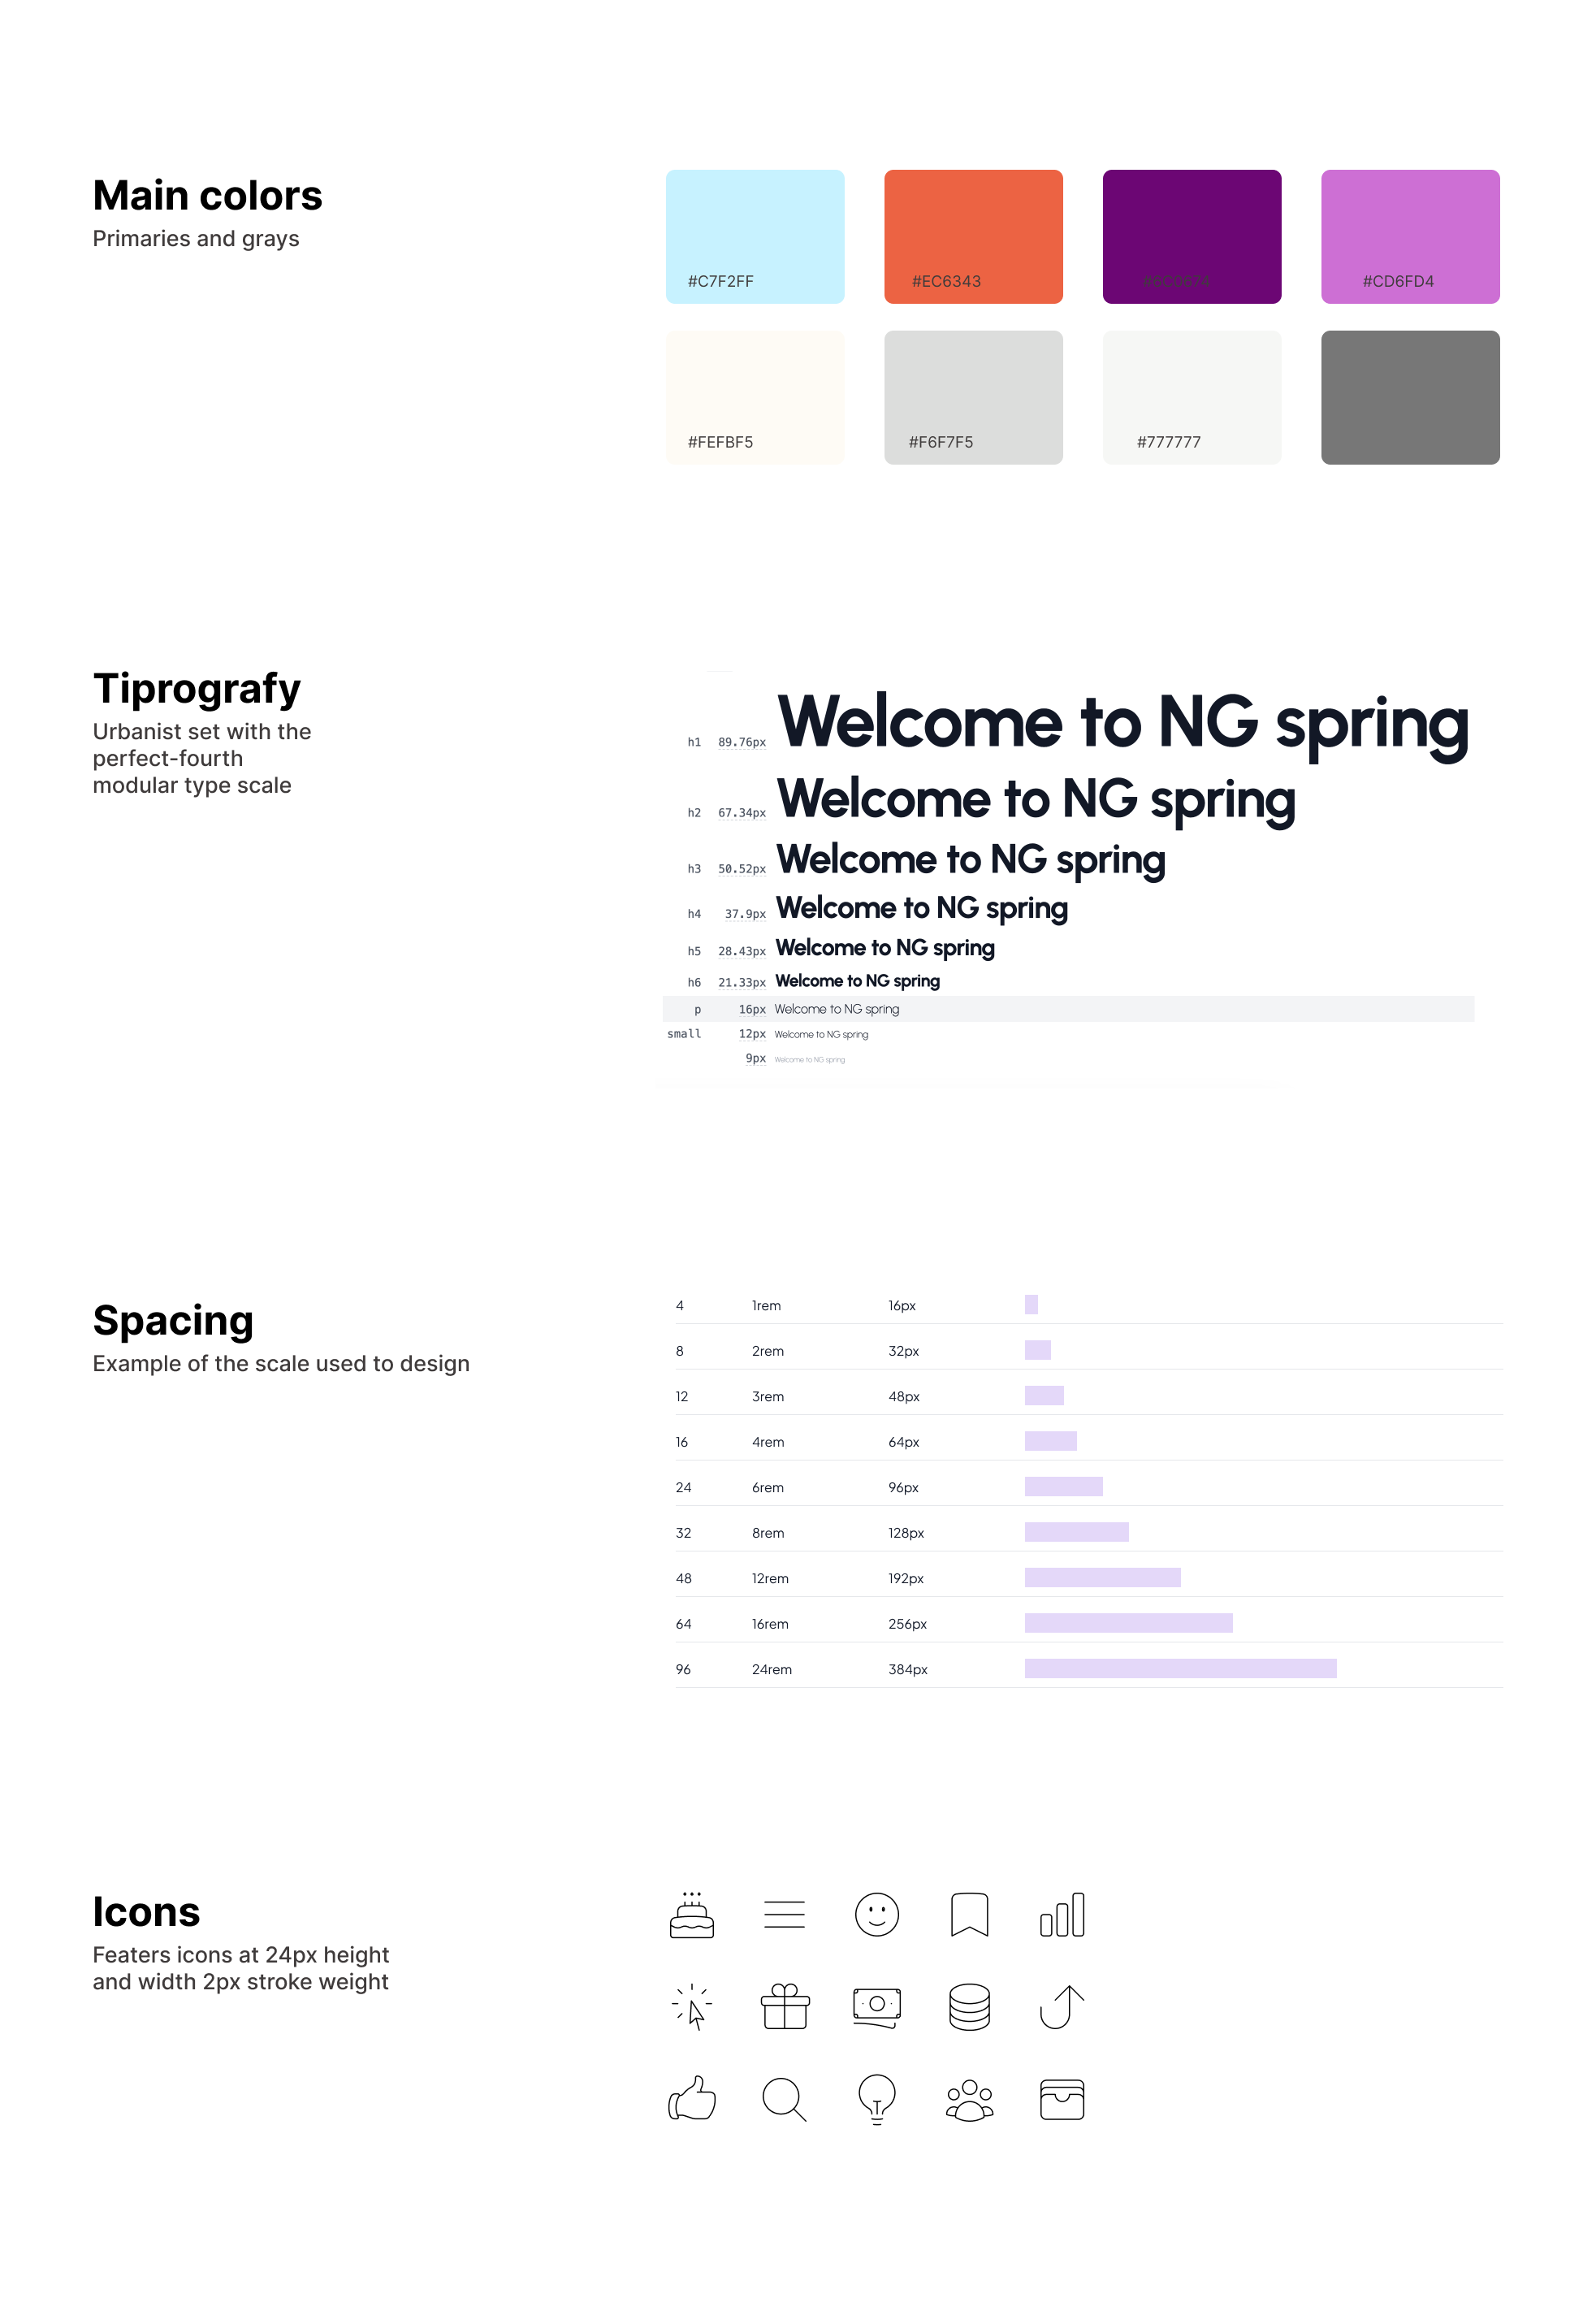 Main colors
Primaries and grays
#C7F2FF
#EC6343
#6C0674
#CD6FD4
#FEFBF5
#F6F7F5
#777777
Tiprografy
Urbanist set with the
perfect-fourth
modular type scale
h1 89.76px Welcome to NG spring
h2 67.34px Welcome to NG spring
h3 50.52px Welcome to NG spring
h4 37.9px Welcome to NG spring
h5 28.43px Welcome to NG spring
h6 21.33px Welcome to NG spring
p 16px Welcome to NG spring
small 12px Welcome to NG spring
9px Welcome to NG spring
Spacing
Example of the scale used to design
4 1rem 16px
8 2rem 32px
12 3rem 48px
16 4rem 64px
24 6rem 96px
32 8rem 128px
48 12rem 192px
64 16rem 256px
96 24rem 384px
Icons
Featers icons at 24px height
and width 2px stroke weight